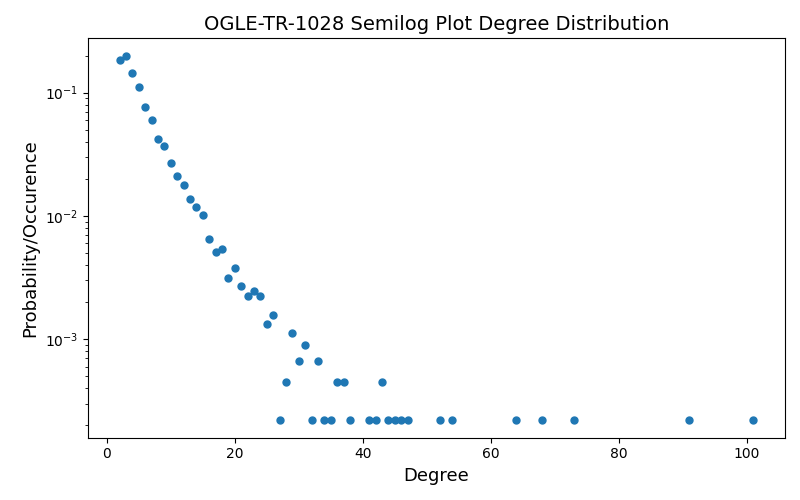 OGLE-TR-1028 Semilog Plot Degree Distribution
Probability/Occurence
10⁻¹
10⁻²
10⁻³
0 20 40 60 80 100
Degree